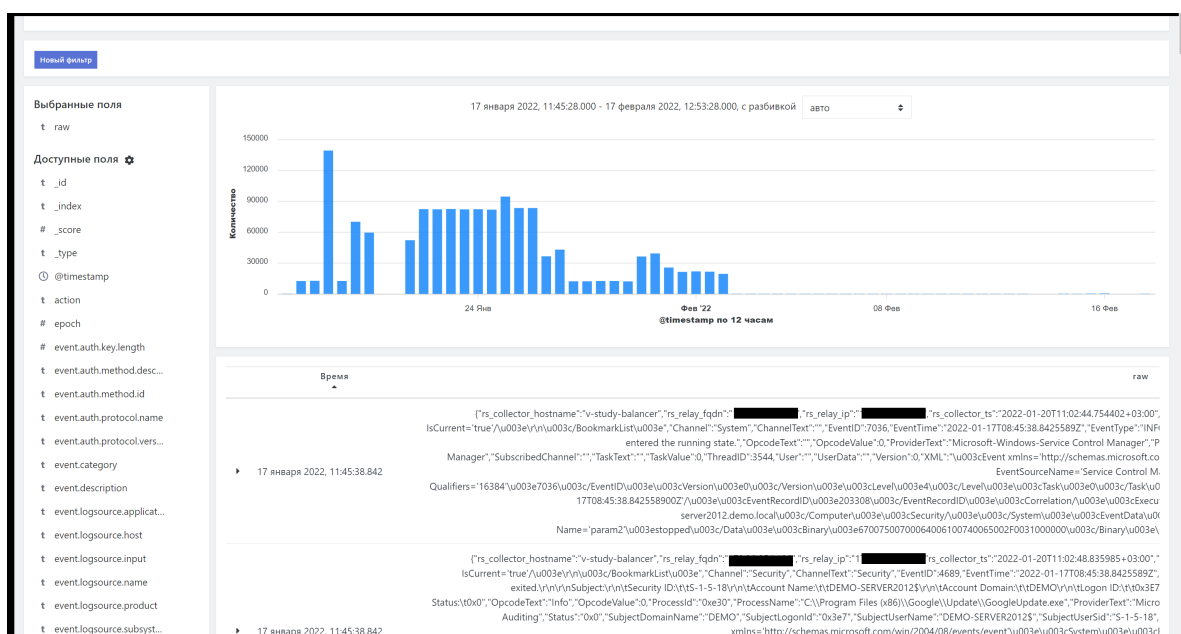 Новый фильтр
Выбранные поля
t raw
Доступные поля
t _id
t _index
# _score
t _type
@timestamp
t action
# epoch
# event.auth.key.length
t event.auth.method.desc...
t event.auth.method.id
t event.auth.protocol.name
t event.auth.protocol.vers...
t event.category
t event.description
t event.logsource.applicat...
t event.logsource.host
t event.logsource.input
t event.logsource.name
t event.logsource.product
t event.logsource.subsyst...
17 января 2022, 11:45:28.000 - 17 февраля 2022, 12:53:28.000, с разбивкой авто
Количество
150000
120000
90000
60000
30000
0
24 Янв
Фев '22
08 Фев
16 Фев
@timestamp по 12 часам
Время
raw
17 января 2022, 11:45:38.842
{"rs_collector_hostname":"v-study-balancer","rs_relay_fqdn":" ","rs_relay_ip":" ,"rs_collector_ts":"2022-01-20T11:02:44.754402+03:00",
IsCurrent='true'/\u003e\r\n\u003c/BookmarkList\u003e","Channel":"System","ChannelText":"","EventID":7036,"EventTime":"2022-01-17T08:45:38.8425589Z","EventType":"INF
entered the running state.","OpcodeText":"","OpcodeValue":0,"ProviderText":"Microsoft-Windows-Service Control Manager","P
Manager","SubscribedChannel":"","TaskText":"","TaskValue":0,"ThreadID":3544,"User":"","UserData":"","Version":0,"XML":"\u003cEvent xmlns='http://schemas.microsoft.co
EventSourceName='Service Control M
Qualifiers='16384'\u003e7036\u003c/EventID\u003e\u003cVersion\u003e0\u003c/Version\u003e\u003cLevel\u003e4\u003c/Level\u003e\u003cTask\u003e0\u003c/Task\u0
17T08:45:38.842558900Z'/\u003e\u003cEventRecordID\u003e203308\u003c/EventRecordID\u003e\u003cCorrelation/\u003e\u003cExecu
server2012.demo.local\u003c/Computer\u003e\u003cSecurity/\u003e\u003c/System\u003e\u003cEventData\u0
Name='param2'\u003estopped\u003c/Data\u003e\u003cBinary\u003e670075007000640061007400650​02F0031000000\u003c/Binary\u003e\
17 января 2022, 11:45:38.842
{"rs_collector_hostname":"v-study-balancer","rs_relay_fqdn":" ","rs_relay_ip":"1 "rs_collector_ts":"2022-01-20T11:02:48.835985+03:00","
IsCurrent='true'/\u003e\r\n\u003c/BookmarkList\u003e","Channel":"Security","ChannelText":"Security","EventID":4689,"EventTime":"2022-01-17T08:45:38.8425589Z",
exited.\r\n\r\nSubject:\r\n\tSecurity ID:\t\tS-1-5-18\r\n\tAccount Name:\t\tDEMO-SERVER2012$\r\n\tAccount Domain:\t\tDEMO\r\n\tLogon ID:\t\t0x3E7
Status:\t0x0","OpcodeText":"Info","OpcodeValue":0,"ProcessId":"0xe30","ProcessName":"C:\\Program Files (x86)\\Google\\Update\\GoogleUpdate.exe","ProviderText":"Micro
Auditing","Status":"0x0","SubjectDomainName":"DEMO","SubjectLogonId":"0x3e7","SubjectUserName":"DEMO-SERVER2012$","SubjectUserSid":"S-1-5-18",
xmlns='http://schemas.microsoft.com/win/2004/08/events/event'\u003e\u003cSystem\u003e\u003cl